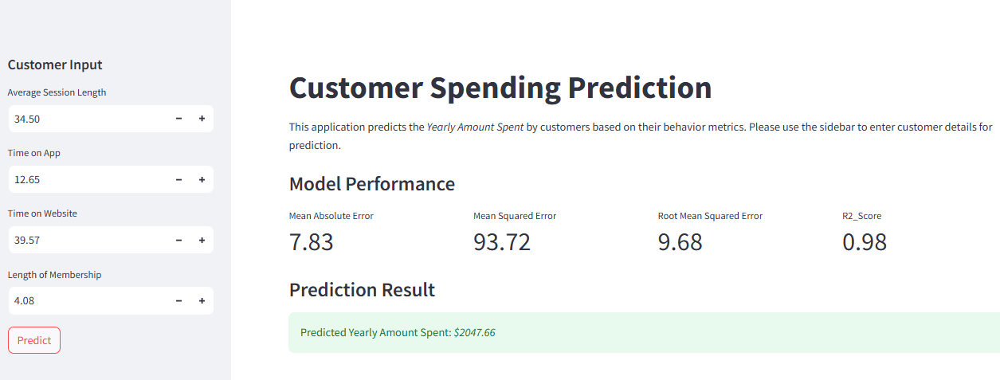 Customer Input
Average Session Length
34.50
Time on App
12.65
Time on Website
39.57
Length of Membership
4.08
Predict
Customer Spending Prediction
This application predicts the Yearly Amount Spent by customers based on their behavior metrics. Please use the sidebar to enter customer details for
prediction.
Model Performance
Mean Absolute Error
7.83
Mean Squared Error
93.72
Root Mean Squared Error
9.68
R2_Score
0.98
Prediction Result
Predicted Yearly Amount Spent: $2047.66